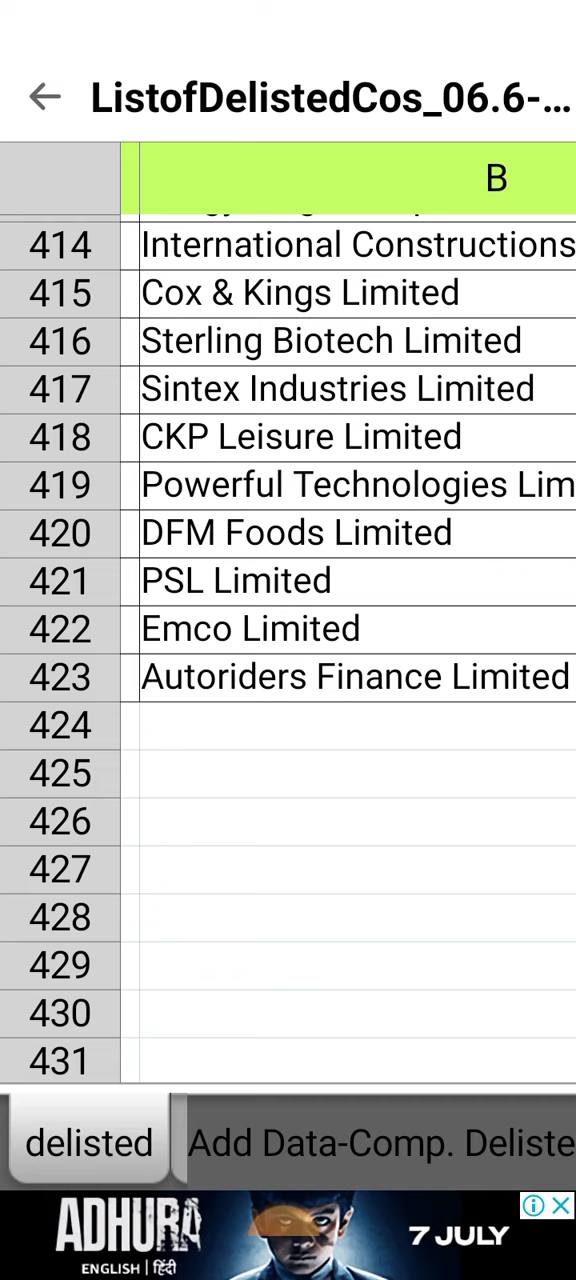 ListofDelistedCos_06.6-...
B
414 International Constructions
415 Cox & Kings Limited
416 Sterling Biotech Limited
417 Sintex Industries Limited
418 CKP Leisure Limited
419 Powerful Technologies Lim
420 DFM Foods Limited
421 PSL Limited
422 Emco Limited
423 Autoriders Finance Limited
424
425
426
427
428
429
430
431
delisted Add Data-Comp. Deliste
ADHURA
7 JULY
ENGLISH | हिंदी